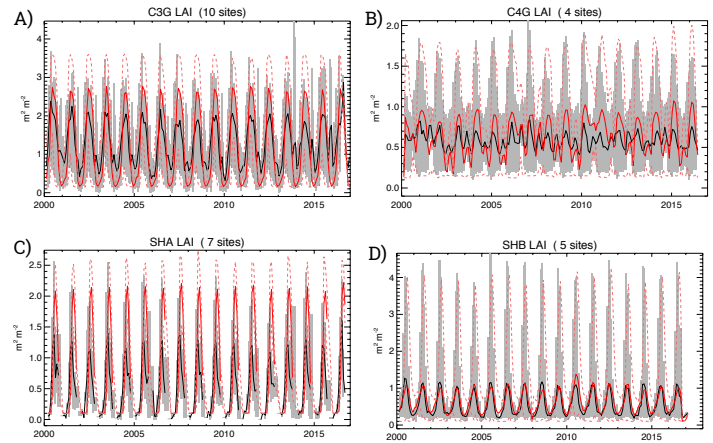 A)
C3G LAI (10 sites)
m² m⁻²
4
3
2
1
0
2000 2005 2010 2015
B)
C4G LAI ( 4 sites)
m² m⁻²
2.0
1.5
1.0
0.5
0.0
2000 2005 2010 2015
C)
SHA LAI ( 7 sites)
m² m⁻²
2.5
2.0
1.5
1.0
0.5
0.0
2000 2005 2010 2015
D)
SHB LAI ( 5 sites)
m² m⁻²
4
3
2
1
0
2000 2005 2010 2015